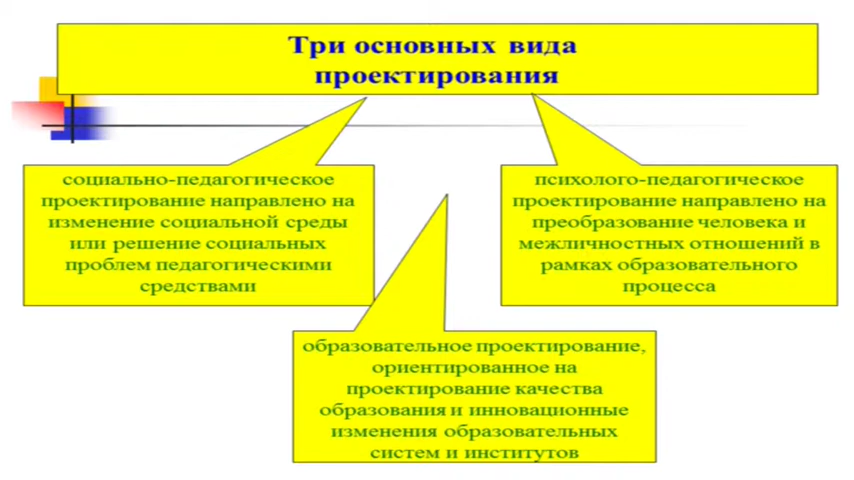 Три основных вида
проектирования
социально-педагогическое
проектирование направлено на
изменение социальной среды
или решение социальных
проблем педагогическими
средствами
психолого-педагогическое
проектирование направлено на
преобразование человека и
межличностных отношений в
рамках образовательного
процесса
образовательное проектирование,
ориентированное на
проектирование качества
образования и инновационные
изменения образовательных
систем и институтов